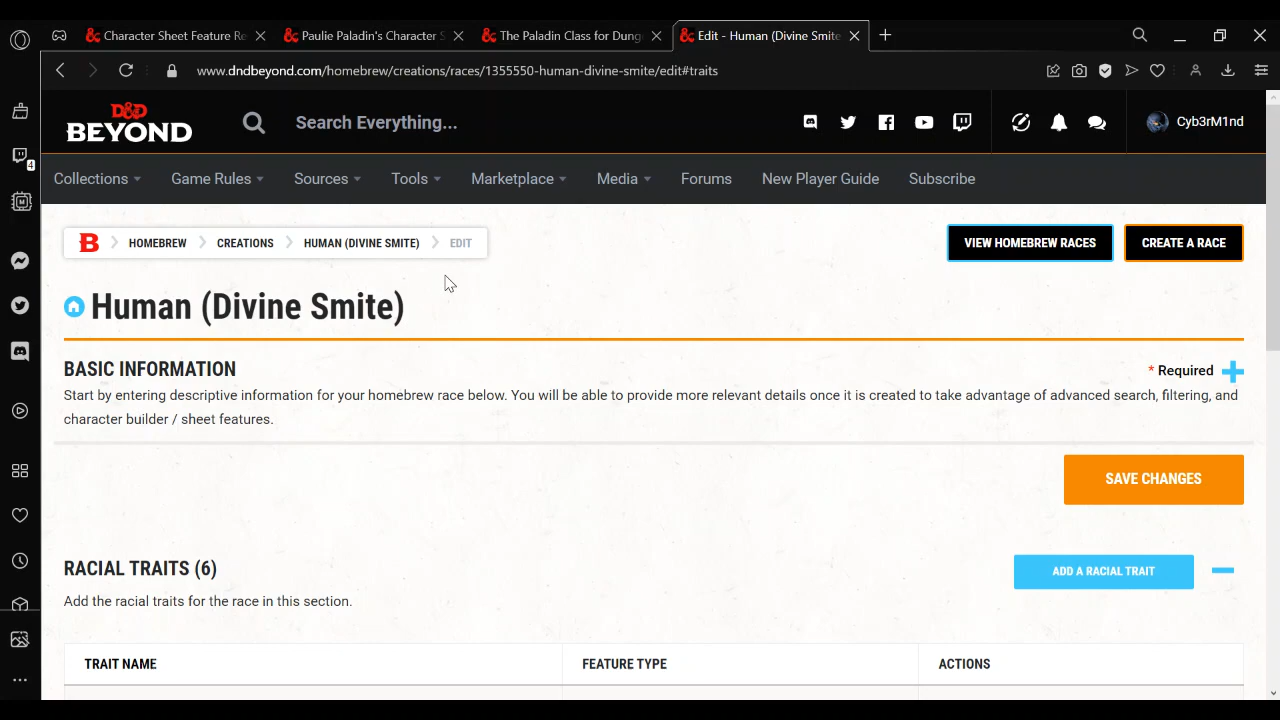 Character Sheet Feature Re
Paulie Paladin's Character S
The Paladin Class for Dung
Edit - Human (Divine Smite
www.dndbeyond.com/homebrew/creations/races/1355550-human-divine-smite/edit#traits
D&D
BEYOND
Search Everything...
Cyb3rM1nd
4
Collections
Game Rules
Sources
Tools
Marketplace
Media
Forums
New Player Guide
Subscribe
B
HOMEBREW
CREATIONS
HUMAN (DIVINE SMITE)
EDIT
VIEW HOMEBREW RACES
CREATE A RACE
Human (Divine Smite)
BASIC INFORMATION
* Required
Start by entering descriptive information for your homebrew race below. You will be able to provide more relevant details once it is created to take advantage of advanced search, filtering, and
character builder / sheet features.
SAVE CHANGES
RACIAL TRAITS (6)
ADD A RACIAL TRAIT
Add the racial traits for the race in this section.
TRAIT NAME
FEATURE TYPE
ACTIONS